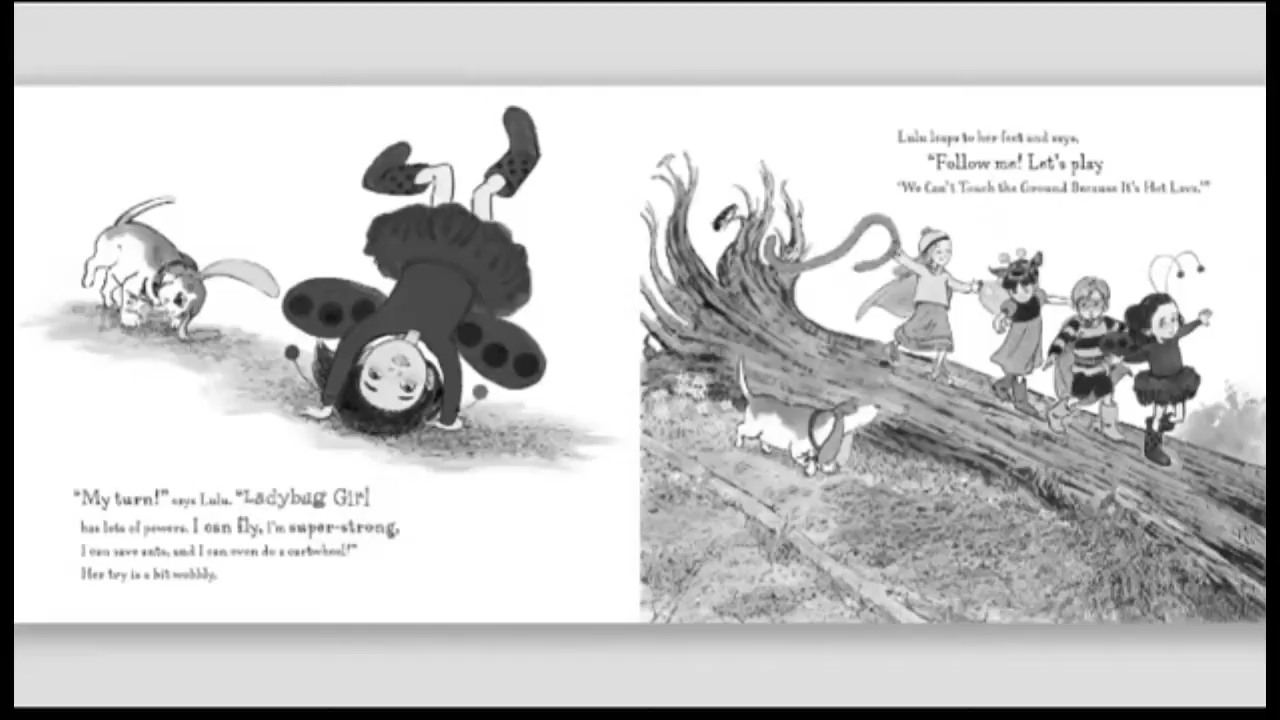 “My turn!” says Lulu. “Ladybug Girl
has lots of powers. I can fly, I'm super-strong,
I can save ants, and I can even do a cartwheel!”
Her try is a bit wobbly.
Lulu leaps to her feet and says,
“Follow me! Let's play
‘We Can't Touch the Ground Because It's Hot Lava.’”